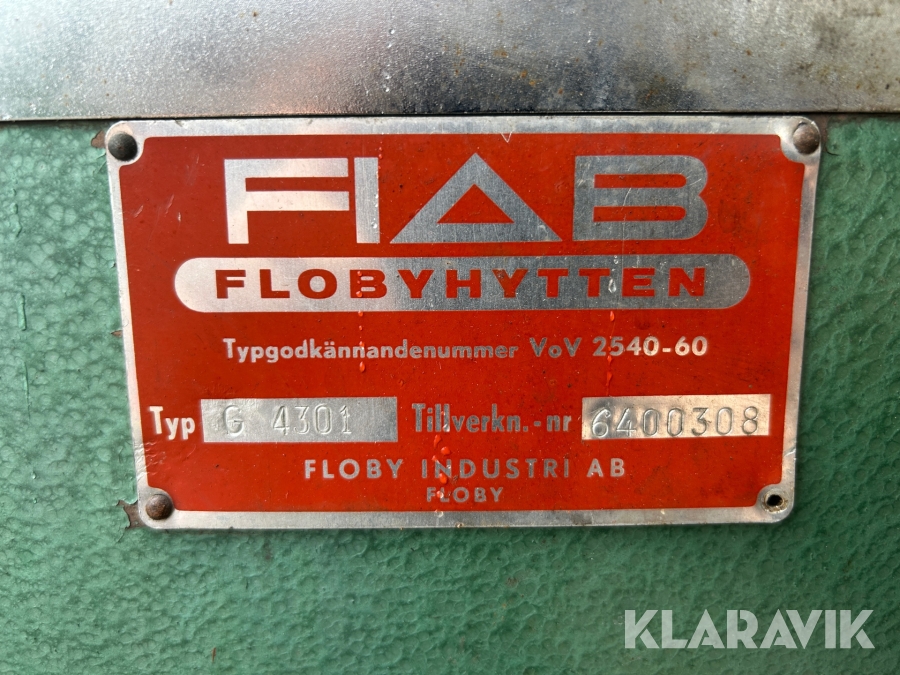 FIAB
FLOBYHYTTEN
Typgodkännandenummer VoV 2540-60
Typ G 4301 Tillverkn.-nr 6400308
FLOBY INDUSTRI AB
FLOBY
KLARAVIK